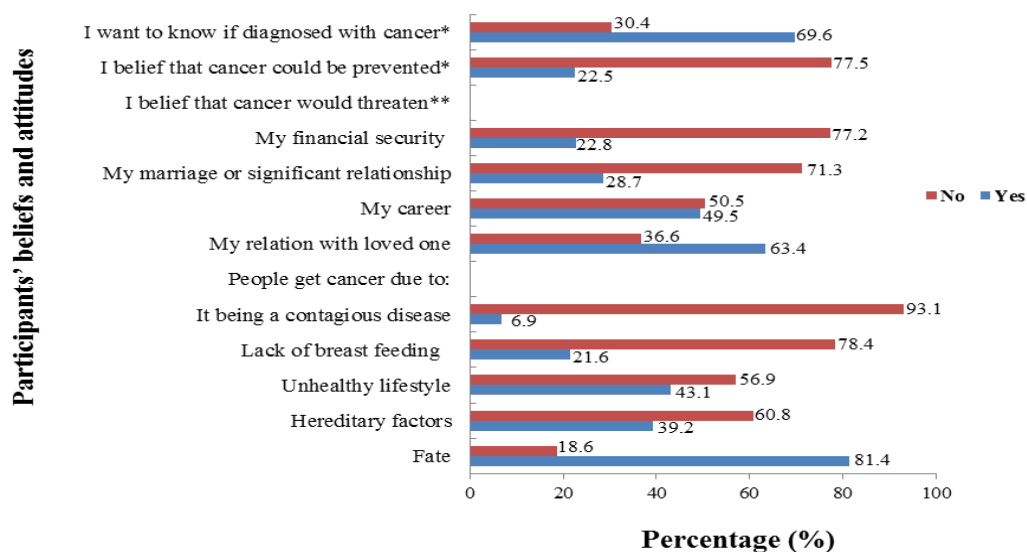 Participants' beliefs and attitudes
I want to know if diagnosed with cancer*
30.4
69.6
I belief that cancer could be prevented*
77.5
22.5
I belief that cancer would threaten**
My financial security
77.2
22.8
My marriage or significant relationship
71.3
28.7
My career
50.5
49.5
My relation with loved one
36.6
63.4
People get cancer due to:
It being a contagious disease
93.1
6.9
Lack of breast feeding
78.4
21.6
Unhealthy lifestyle
56.9
43.1
Hereditary factors
60.8
39.2
Fate
18.6
81.4
No Yes
0 20 40 60 80 100
Percentage (%)